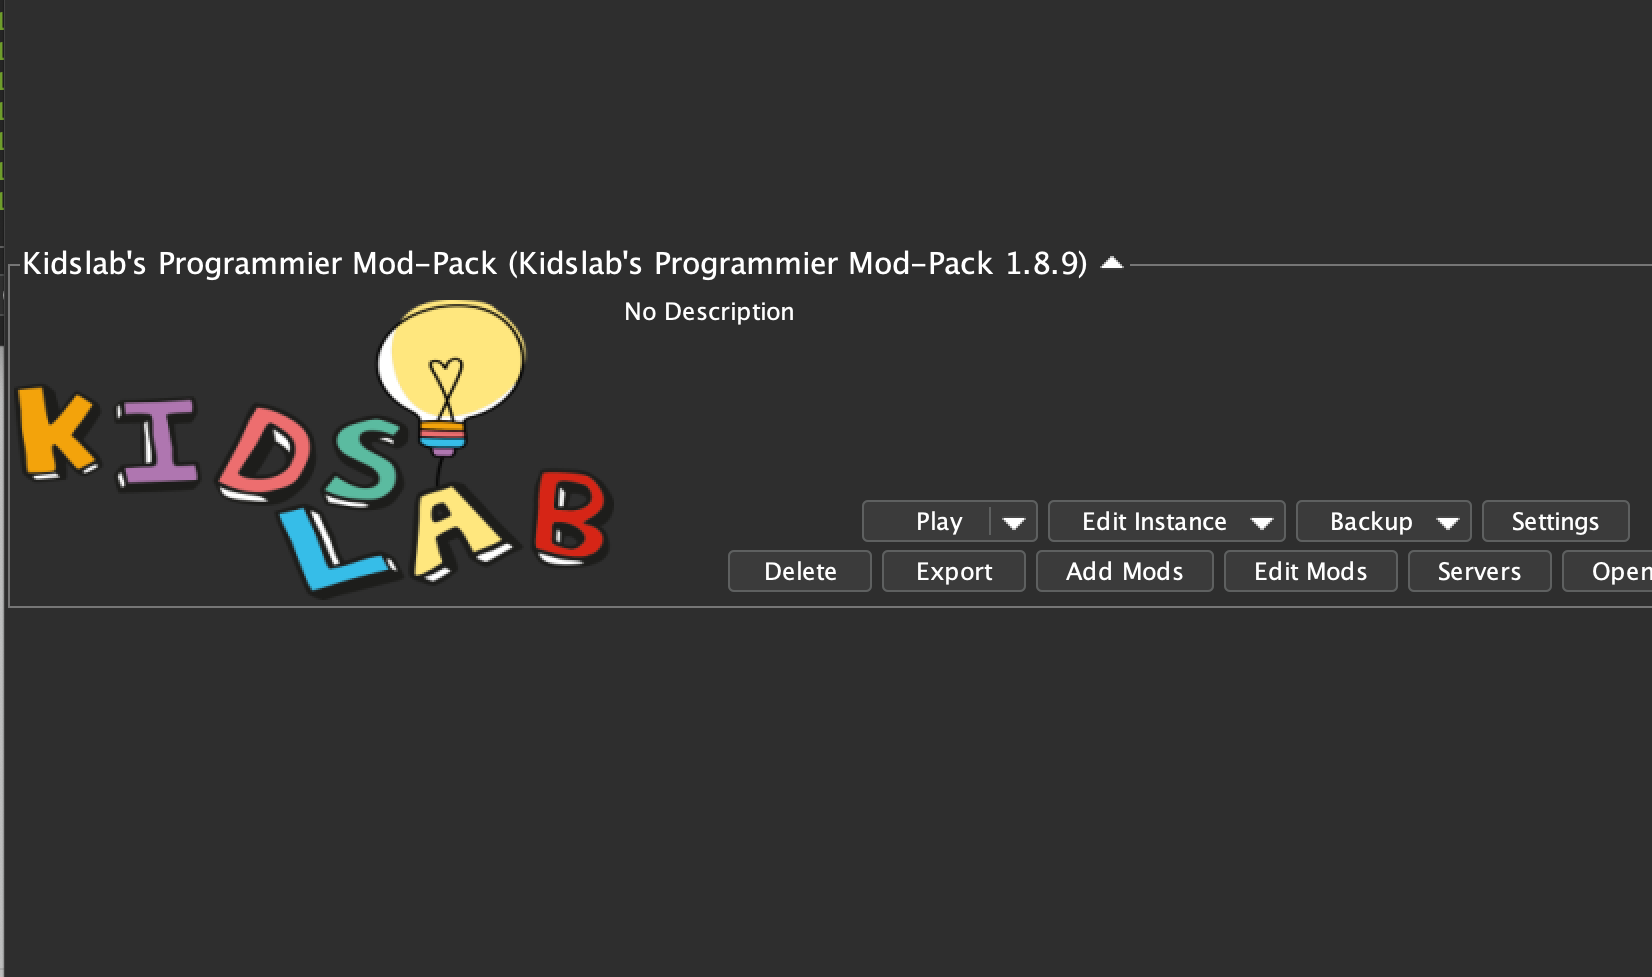 Kidslab's Programmier Mod-Pack (Kidslab's Programmier Mod-Pack 1.8.9)
No Description
KIDS
LAB
Play Edit Instance Backup Settings
Delete Export Add Mods Edit Mods Servers Open